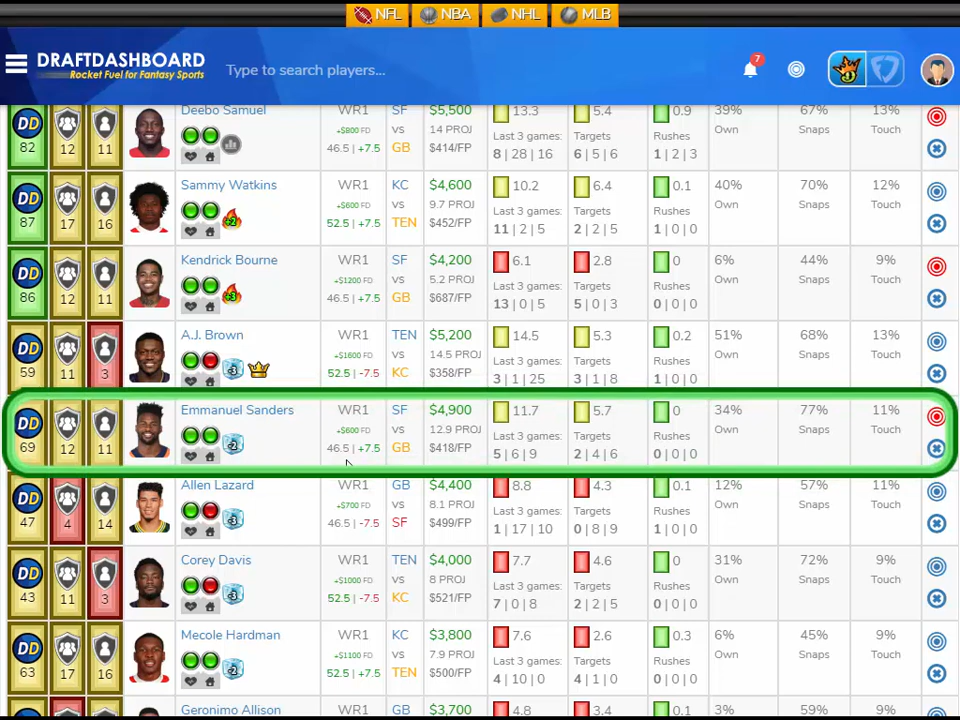 NFL NBA NHL MLB
DRAFTDASHBOARD
Rocket Fuel for Fantasy Sports
Type to search players...
7
DD 82 12 11 Deebo Samuel WR1 +$800 FD 46.5 | +7.5 SF vs GB $5,500 14 PROJ $414/FP 13.3 Last 3 games: 8 | 28 | 16 5.4 Targets 6 | 5 | 6 0.9 Rushes 1 | 2 | 3 39% Own 67% Snaps 13% Touch
DD 87 17 16 Sammy Watkins +2 WR1 +$600 FD 52.5 | +7.5 KC vs TEN $4,600 9.7 PROJ $452/FP 10.2 Last 3 games: 11 | 2 | 5 6.4 Targets 2 | 2 | 5 0.1 Rushes 1 | 0 | 0 40% Own 70% Snaps 12% Touch
DD 86 12 11 Kendrick Bourne +3 WR1 +$1200 FD 46.5 | +7.5 SF vs GB $4,200 5.2 PROJ $687/FP 6.1 Last 3 games: 13 | 0 | 5 2.8 Targets 5 | 0 | 3 0 Rushes 0 | 0 | 0 6% Own 44% Snaps 9% Touch
DD 59 11 3 A.J. Brown -3 WR1 +$1600 FD 52.5 | -7.5 TEN vs KC $5,200 14.5 PROJ $358/FP 14.5 Last 3 games: 3 | 1 | 25 5.3 Targets 3 | 1 | 8 0.2 Rushes 1 | 0 | 0 51% Own 68% Snaps 13% Touch
DD 69 12 11 Emmanuel Sanders -2 WR1 +$600 FD 46.5 | +7.5 SF vs GB $4,900 12.9 PROJ $418/FP 11.7 Last 3 games: 5 | 6 | 9 5.7 Targets 2 | 4 | 6 0 Rushes 0 | 0 | 0 34% Own 77% Snaps 11% Touch
DD 47 4 14 Allen Lazard -3 WR1 +$700 FD 46.5 | -7.5 GB vs SF $4,400 8.1 PROJ $499/FP 8.8 Last 3 games: 1 | 17 | 10 4.3 Targets 0 | 8 | 9 0.1 Rushes 1 | 0 | 0 12% Own 57% Snaps 11% Touch
DD 43 11 3 Corey Davis -3 WR1 +$1000 FD 52.5 | -7.5 TEN vs KC $4,000 8 PROJ $521/FP 7.7 Last 3 games: 7 | 0 | 8 4.6 Targets 2 | 2 | 5 0 Rushes 0 | 0 | 0 31% Own 72% Snaps 9% Touch
DD 63 17 16 Mecole Hardman -2 WR1 +$1100 FD 52.5 | +7.5 KC vs TEN $3,800 7.9 PROJ $500/FP 7.6 Last 3 games: 4 | 10 | 0 2.6 Targets 4 | 1 | 0 0.3 Rushes 0 | 0 | 0 6% Own 45% Snaps 9% Touch
Geronimo Allison WR1 GB $3,700 4.8 3.4 0.1 3% 59% 9%